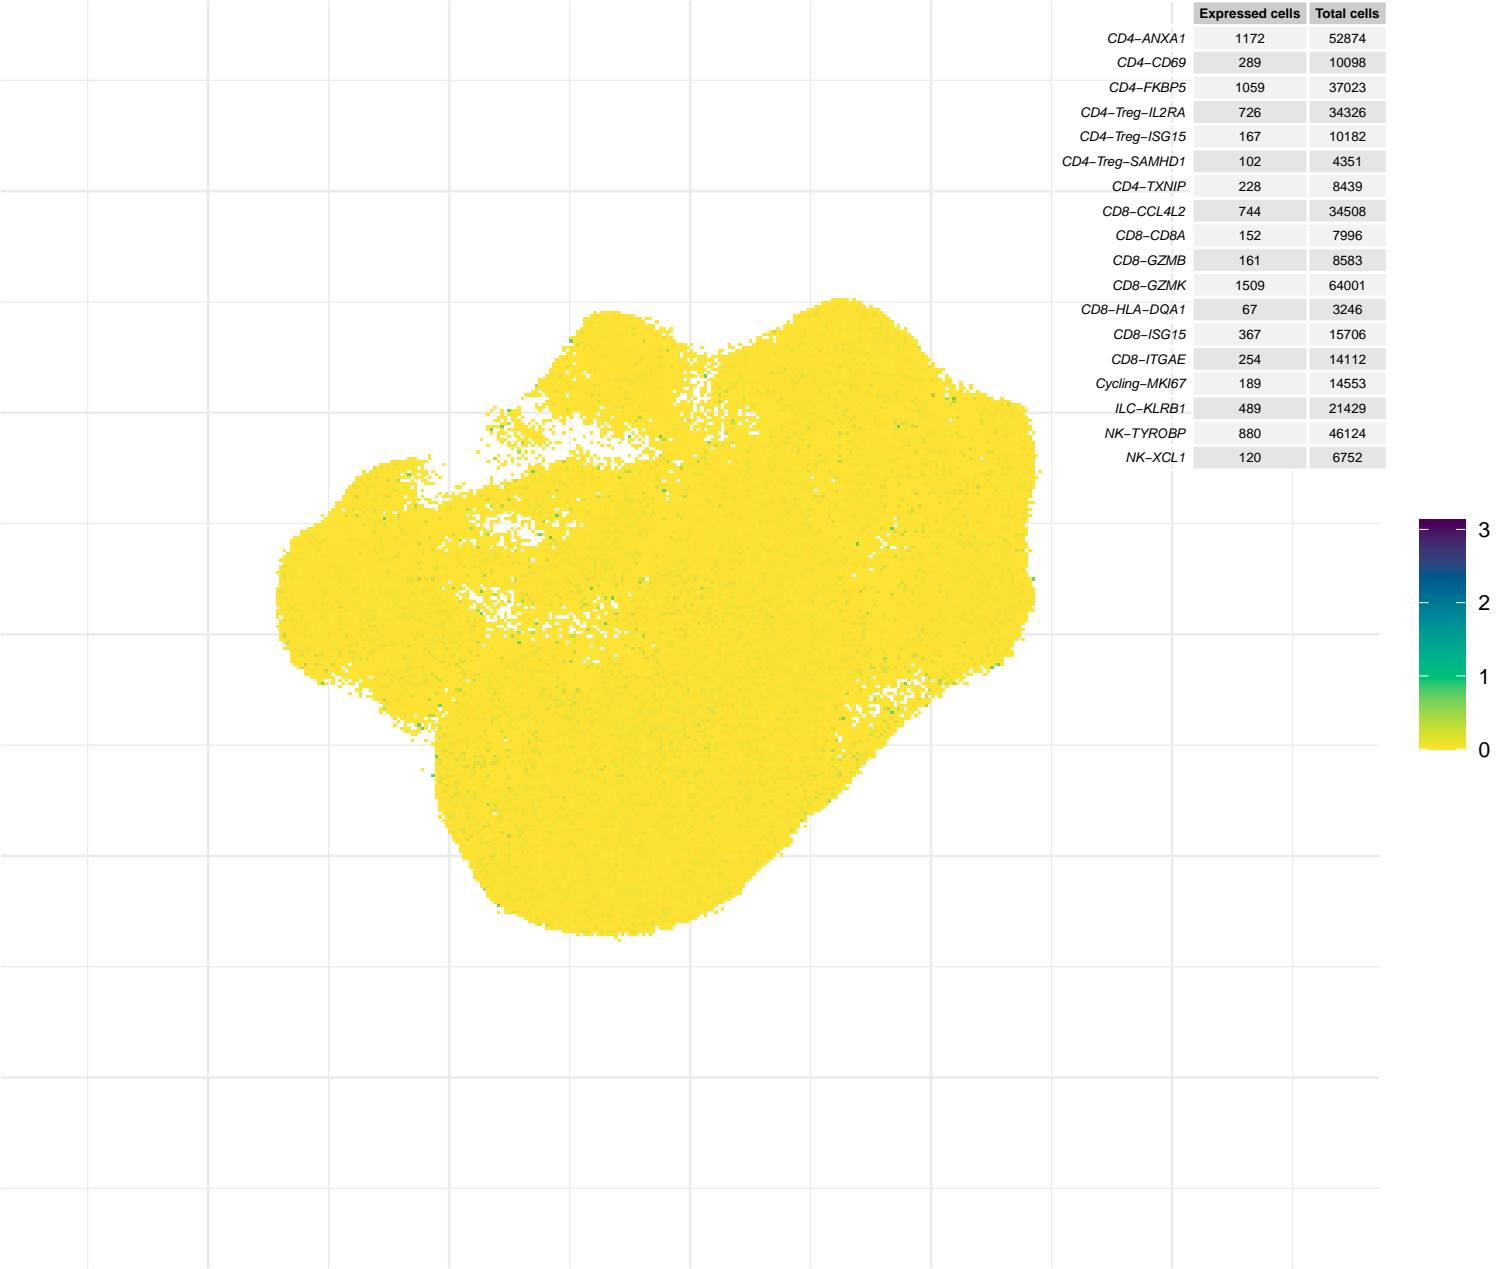 Expressed cells Total cells
CD4−ANXA1 1172 52874
CD4−CD69 289 10098
CD4−FKBP5 1059 37023
CD4−Treg−IL2RA 726 34326
CD4−Treg−ISG15 167 10182
CD4−Treg−SAMHD1 102 4351
CD4−TXNIP 228 8439
CD8−CCL4L2 744 34508
CD8−CD8A 152 7996
CD8−GZMB 161 8583
CD8−GZMK 1509 64001
CD8−HLA−DQA1 67 3246
CD8−ISG15 367 15706
CD8−ITGAE 254 14112
Cycling−MKI67 189 14553
ILC−KLRB1 489 21429
NK−TYROBP 880 46124
NK−XCL1 120 6752
3
2
1
0